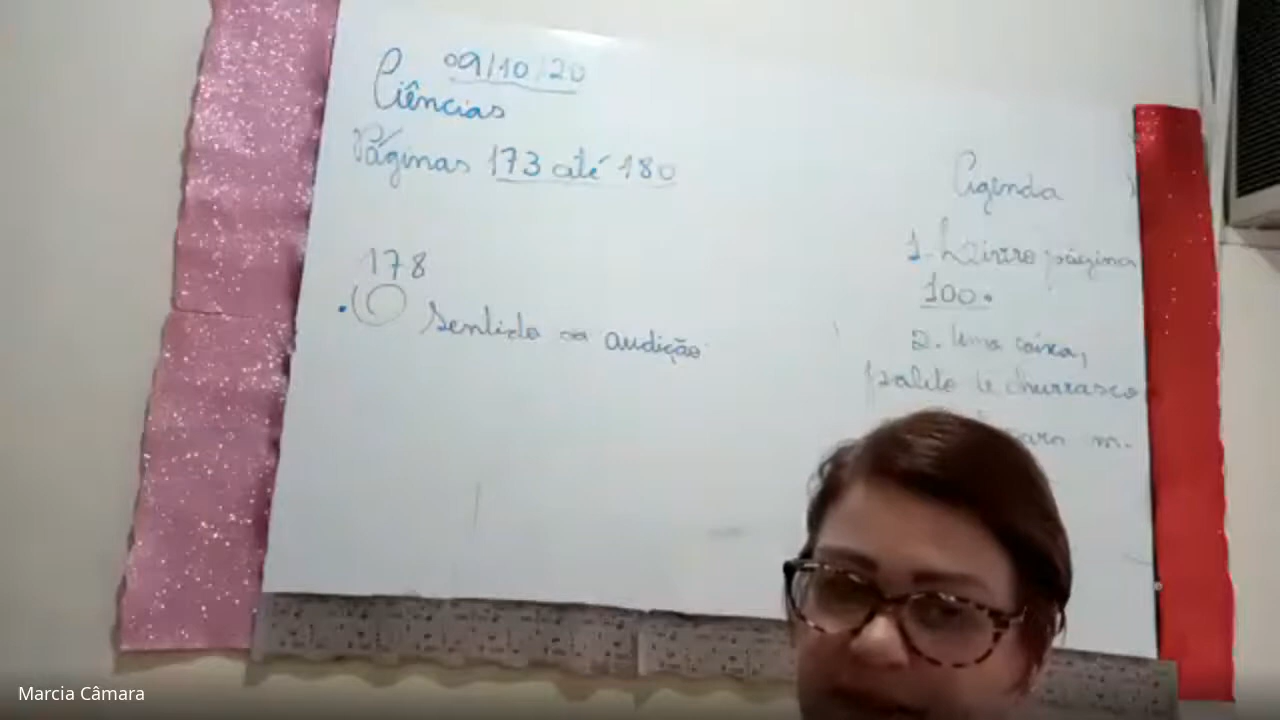 09/10/20
Ciências
Páginas 173 até 180
178
Sentido da audição
Agenda
1. Livro página
100.
2. Uma caixa,
palito de churrasco
m.
Marcia Câmara